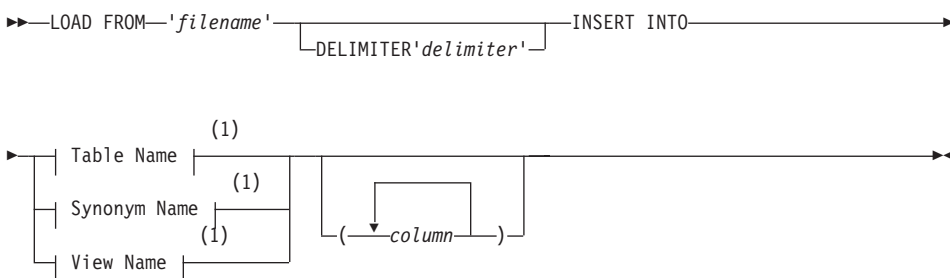 LOAD FROM 'filename' INSERT INTO
DELIMITER'delimiter'
(1)
Table Name
(1)
Synonym Name
(1)
( column )
View Name